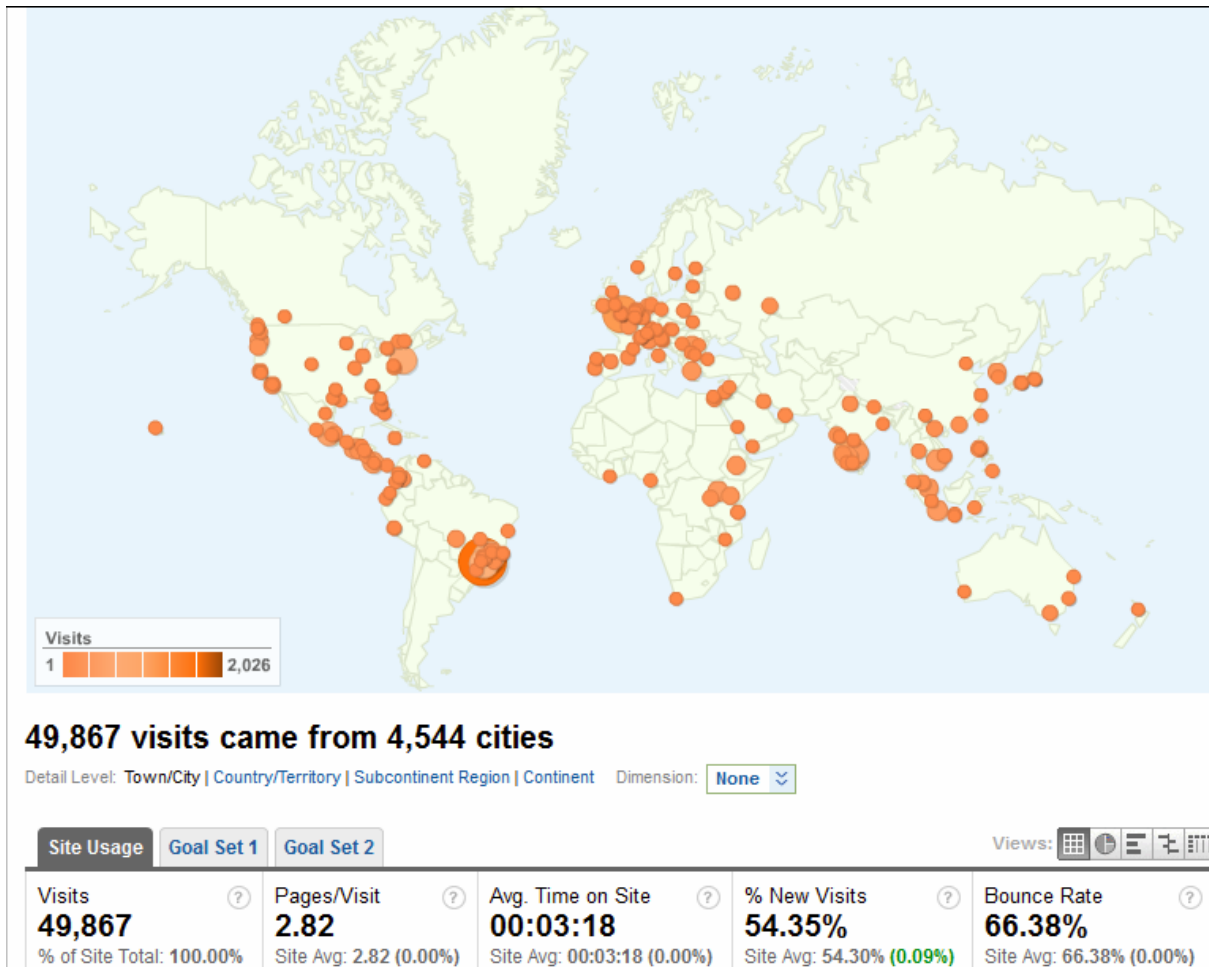 Visits
1 2,026
49,867 visits came from 4,544 cities
Detail Level: Town/City | Country/Territory | Subcontinent Region | Continent Dimension: None
Site Usage Goal Set 1 Goal Set 2 Views:
Visits ? Pages/Visit ? Avg. Time on Site ? % New Visits ? Bounce Rate ?
49,867 2.82 00:03:18 54.35% 66.38%
% of Site Total: 100.00% Site Avg: 2.82 (0.00%) Site Avg: 00:03:18 (0.00%) Site Avg: 54.30% (0.09%) Site Avg: 66.38% (0.00%)